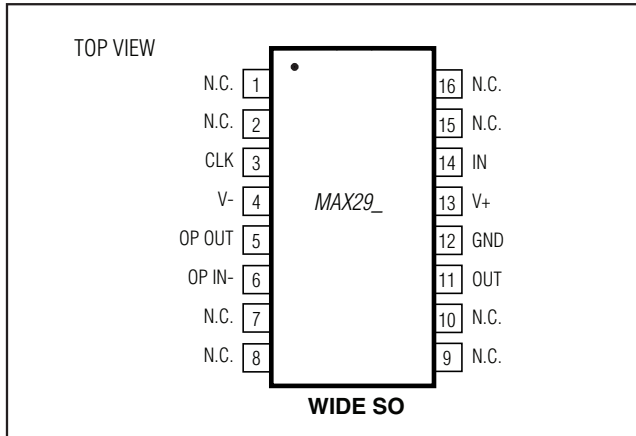 TOP VIEW
N.C. 1 16 N.C.
N.C. 2 15 N.C.
CLK 3 14 IN
V- 4 MAX29_ 13 V+
OP OUT 5 12 GND
OP IN- 6 11 OUT
N.C. 7 10 N.C.
N.C. 8 9 N.C.
WIDE SO